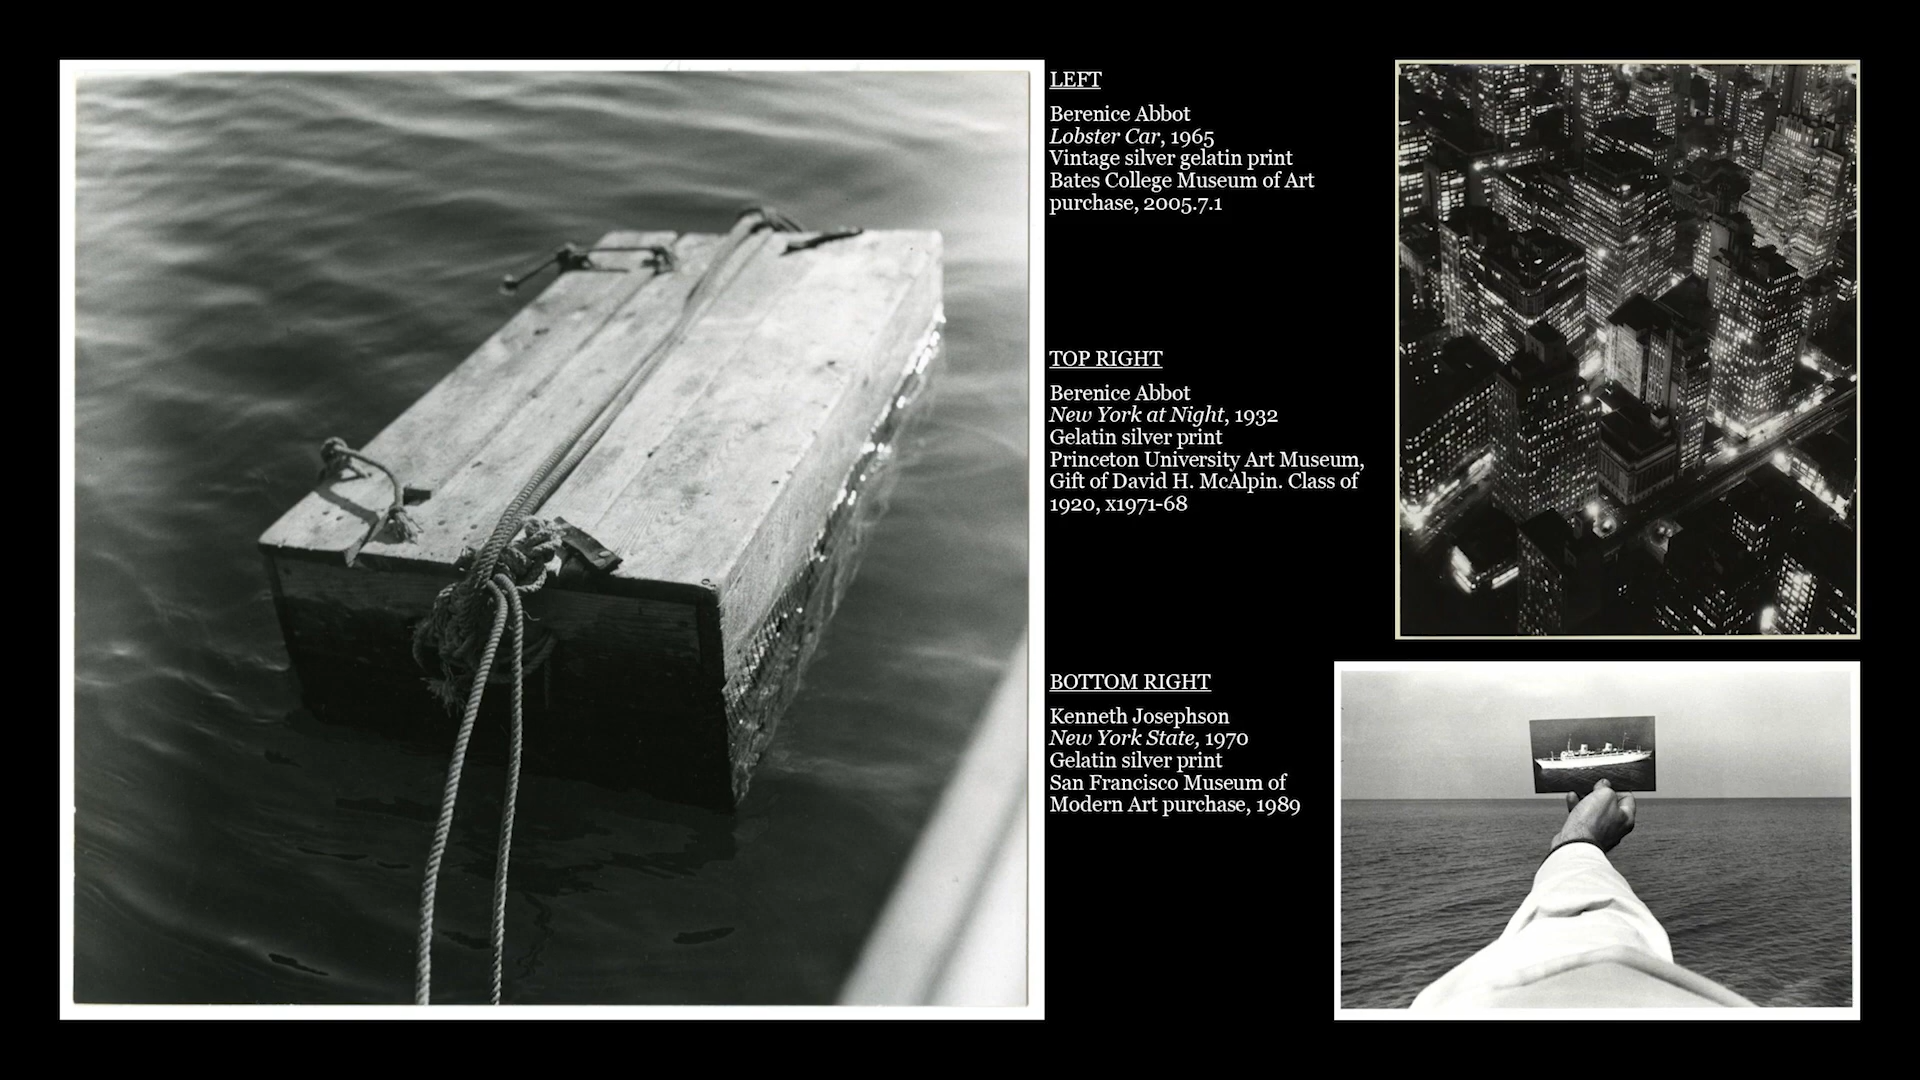 LEFT
Berenice Abbot
Lobster Car, 1965
Vintage silver gelatin print
Bates College Museum of Art
purchase, 2005.7.1
TOP RIGHT
Berenice Abbot
New York at Night, 1932
Gelatin silver print
Princeton University Art Museum,
Gift of David H. McAlpin. Class of
1920, x1971-68
BOTTOM RIGHT
Kenneth Josephson
New York State, 1970
Gelatin silver print
San Francisco Museum of
Modern Art purchase, 1989